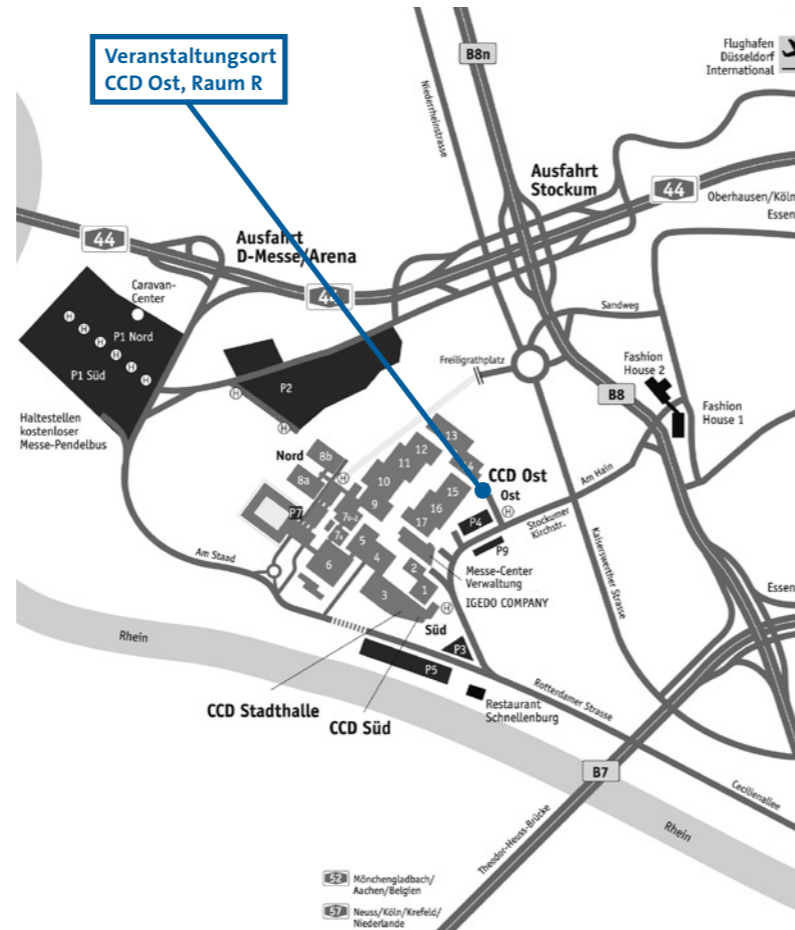 Veranstaltungsort
CCD Ost, Raum R
B8n
Flughafen
Düsseldorf
International
Niederrheinstrasse
Ausfahrt
Stockum
44
Oberhausen/Köln
Essen
44
Ausfahrt
D-Messe/Arena
Caravan-
Center
Sandweg
H
H
H
H
H
H
P1 Nord
P1 Süd
Freiligrathplatz
Fashion
House 2
P2
B8
H
Haltestellen
kostenloser
Messe-Pendelbus
Fashion
House 1
H
13
12
Nord
8b
11
14
CCD Ost
Ost
H
8a
10
15
Am Hain
9
16
H
P7
7
17
P4
Stockumer
Kirchstr.
7a
5
P9
Kaiserswerther Strasse
Am Staad
4
6
2
Messe-Center
Verwaltung
3
1
IGEDO COMPANY
Essen
H
Süd
Rhein
P3
P5
Rotterdamer Strasse
CCD Stadthalle
CCD Süd
Restaurant
Schnellenburg
B7
Cecilienallee
Rhein
Theodor-Heuss-Brücke
52 Mönchengladbach/
Aachen/Belgien
57 Neuss/Köln/Krefeld/
Niederlande